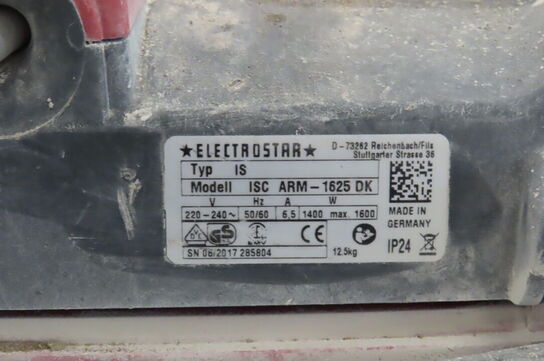 ★ELECTROSTAR★
D-73262 Reichenbach/Fils
Stuttgarter Strasse 36
Typ IS
Modell ISC ARM-1625 DK
V Hz A W
220-240~ 50/60 6,5 1400 max. 1600
MADE IN
GERMANY
CE
IP24
SN 06/2017 285804
12.5kg